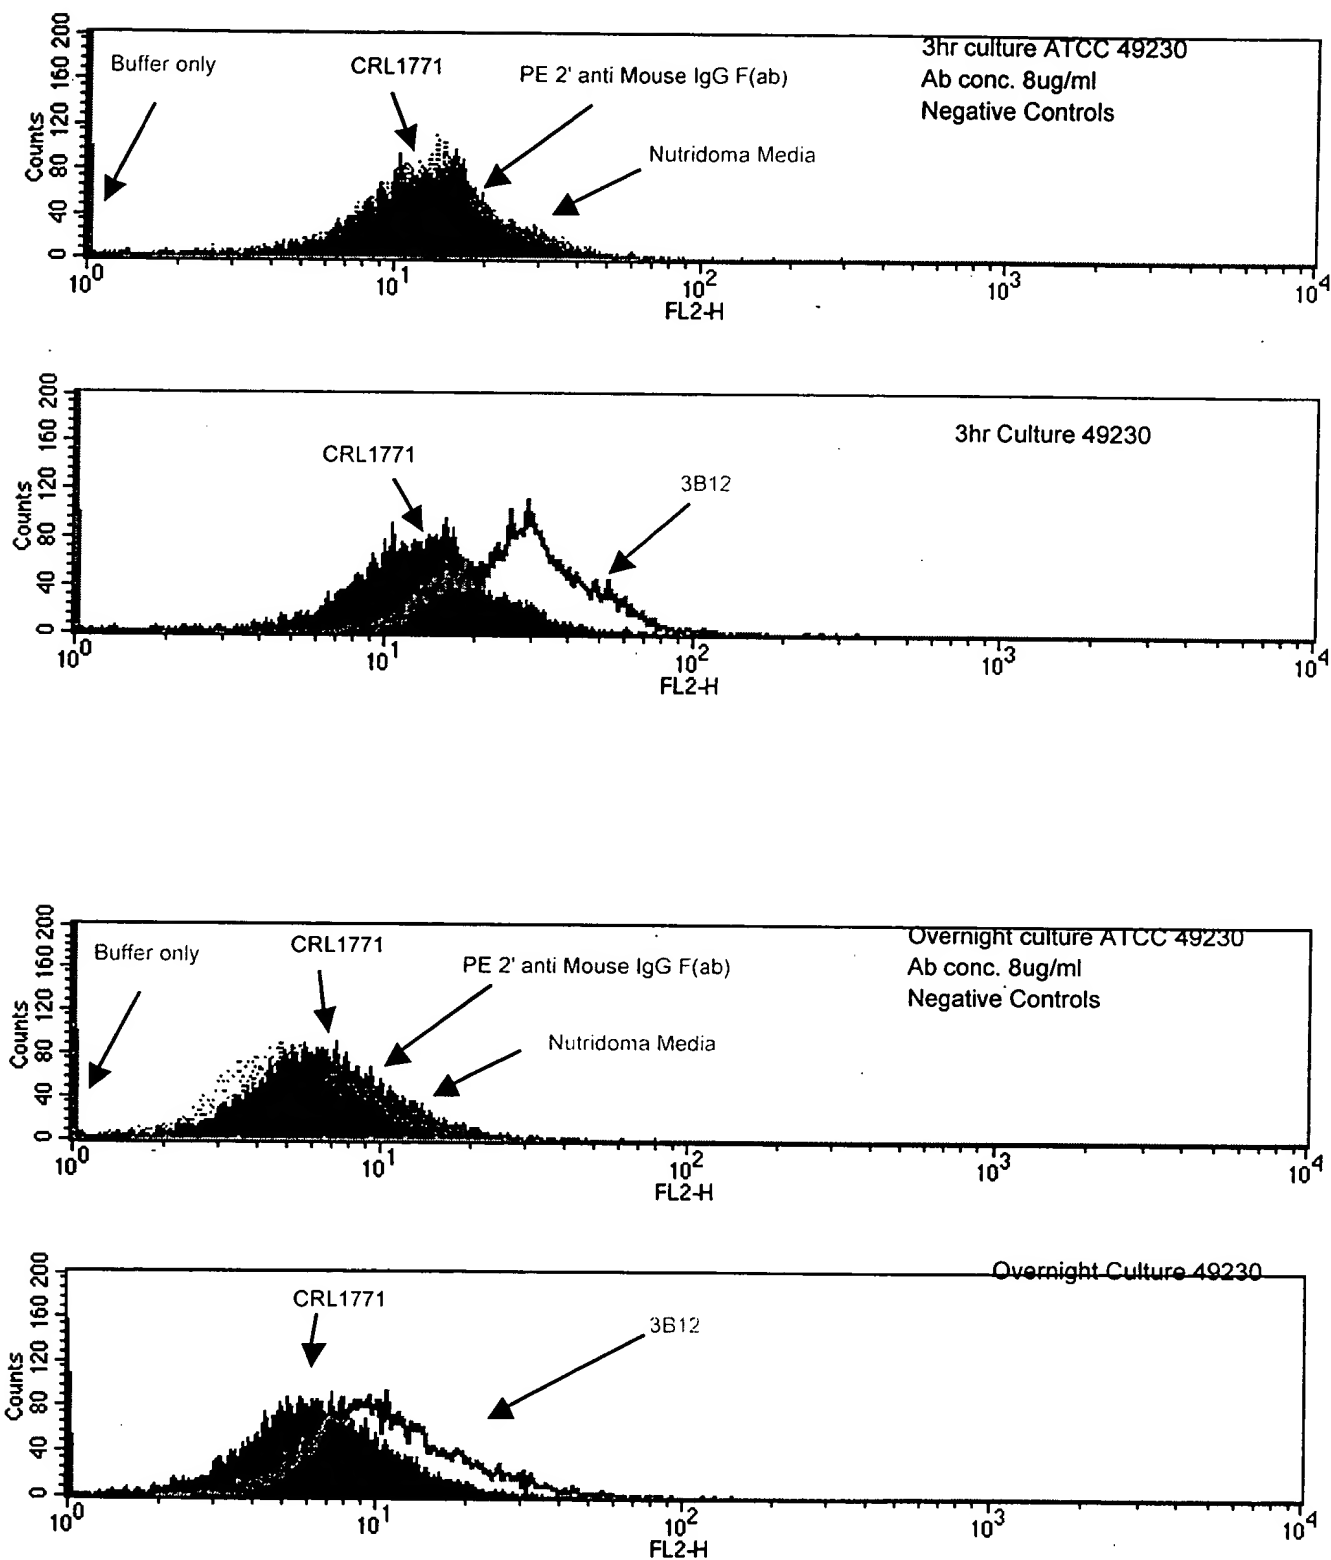 3hr culture ATCC 49230
Ab conc. 8ug/ml
Negative Controls
Buffer only
CRL1771
PE 2' anti Mouse IgG F(ab)
Nutridoma Media
Counts
200
160
120
80
40
0
10^0
10^1
10^2
10^3
10^4
FL2-H
3hr Culture 49230
CRL1771
3B12
Counts
200
160
120
80
40
0
10^0
10^1
10^2
10^3
10^4
FL2-H
Overnight culture ATCC 49230
Ab conc. 8ug/ml
Negative Controls
Buffer only
CRL1771
PE 2' anti Mouse IgG F(ab)
Nutridoma Media
Counts
200
160
120
80
40
0
10^0
10^1
10^2
10^3
10^4
FL2-H
Overnight Culture 49230
CRL1771
3B12
Counts
200
160
120
80
40
0
10^0
10^1
10^2
10^3
10^4
FL2-H